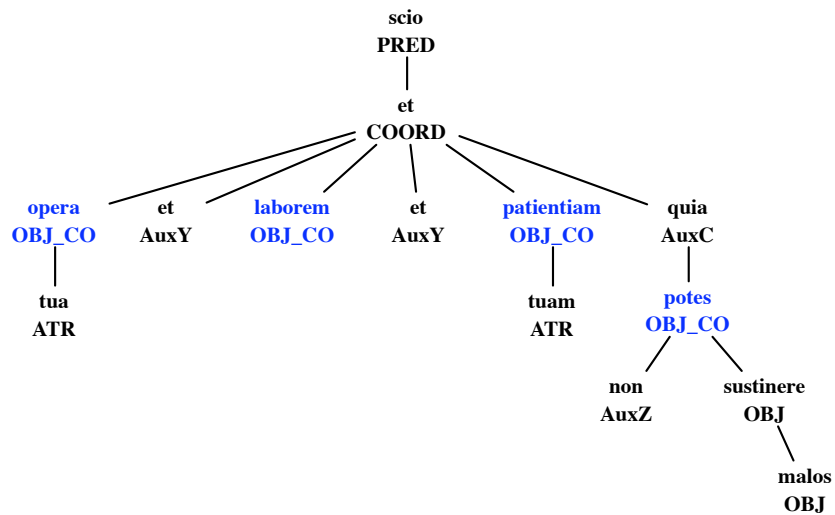 scio
PRED
et
COORD
opera et laborem et patientiam quia
OBJ_CO AuxY OBJ_CO AuxY OBJ_CO AuxC
tua tuam potes
ATR ATR OBJ_CO
non sustinere
AuxZ OBJ
malos
OBJ